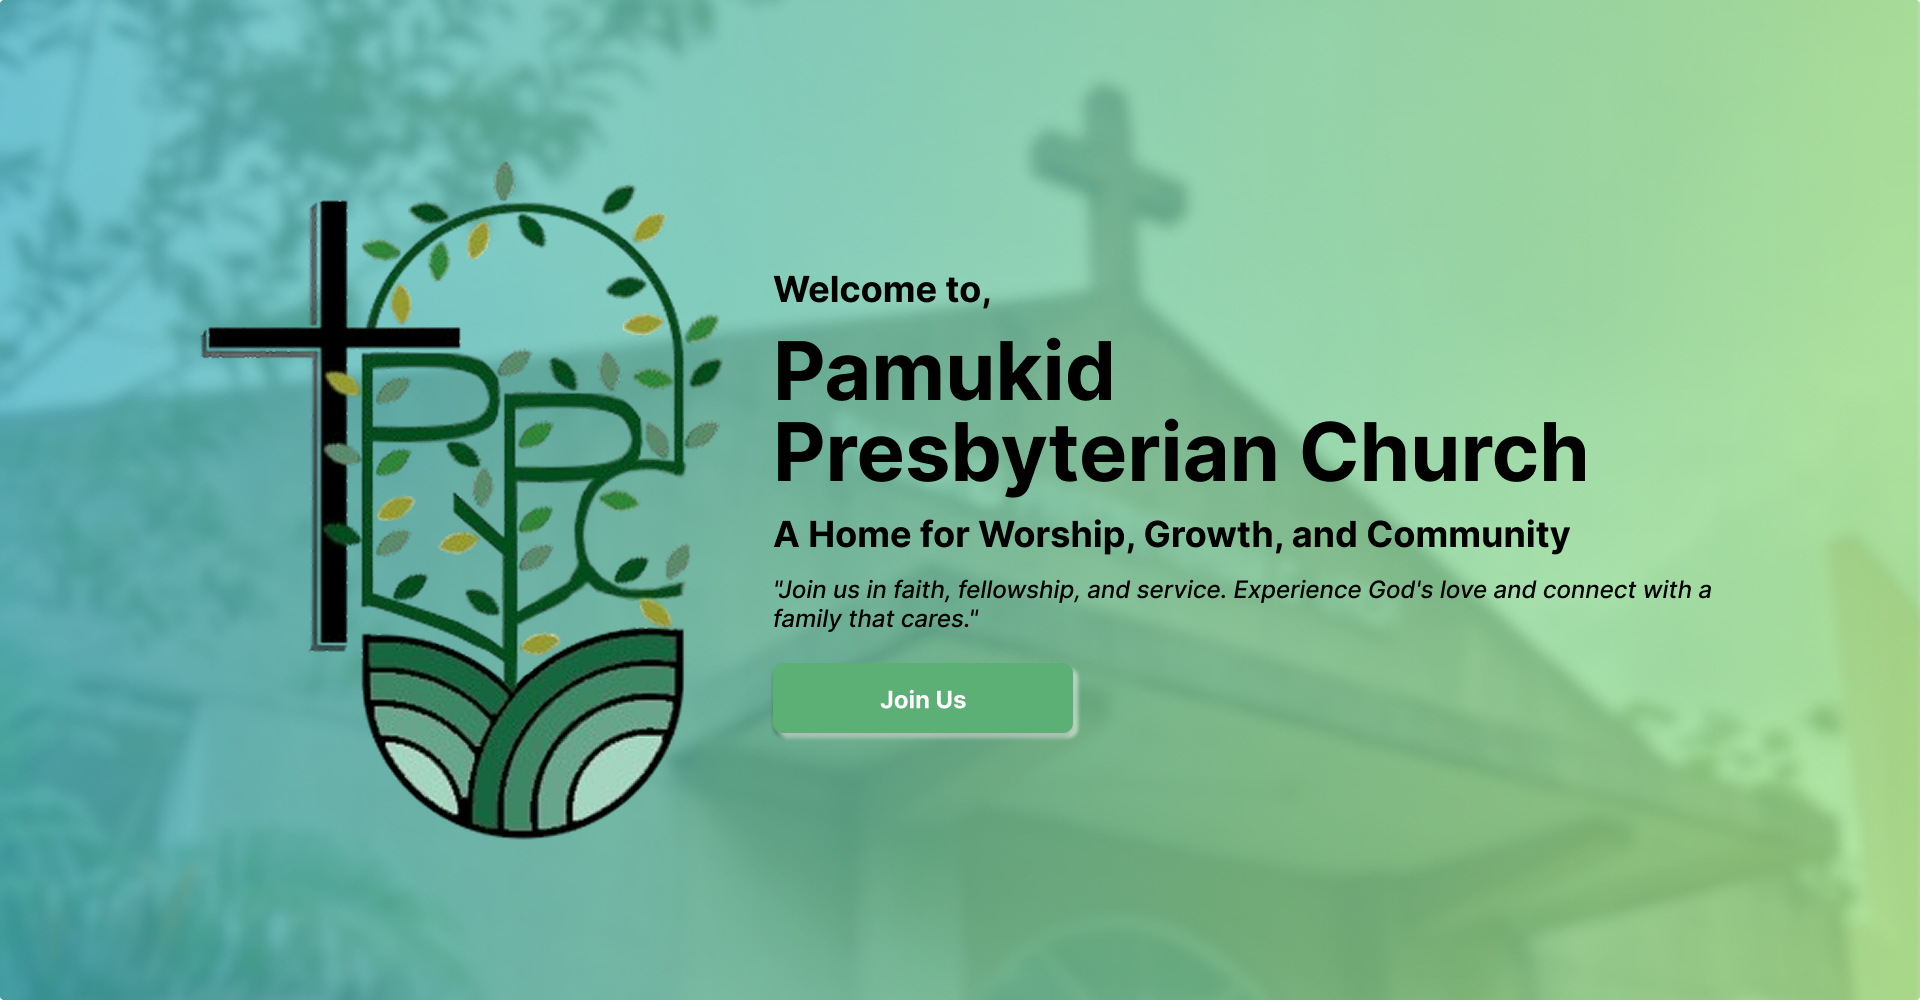 PPC
Welcome to,
Pamukid
Presbyterian Church
A Home for Worship, Growth, and Community
"Join us in faith, fellowship, and service. Experience God's love and connect with a
family that cares."
Join Us